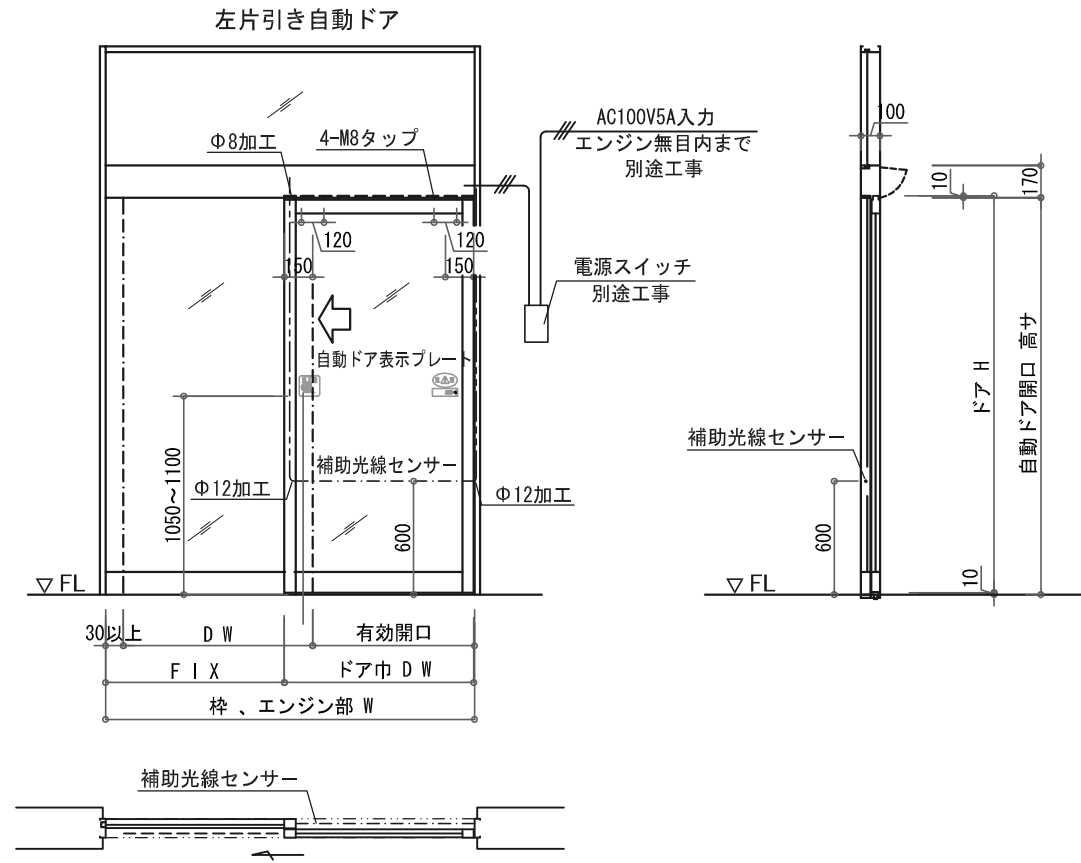 左片引き自動ドア
AC100V5A入力
エンジン無目内まで
別途工事
Φ8加工
4-M8タップ
100
10
170
120
120
150
150
電源スイッチ
別途工事
自動ドア表示プレート
ドア H
自動ドア開口 高サ
補助光線センサー
補助光線センサー
Φ12加工
Φ12加工
1050～1100
600
600
10
▽ FL
▽ FL
30以上
D W
有効開口
F I X
ドア巾 D W
枠 、エンジン部 W
補助光線センサー